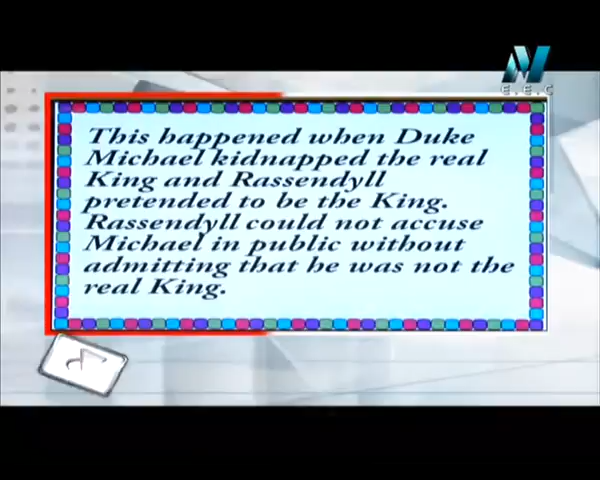 E.E.C
This happened when Duke
Michael kidnapped the real
King and Rassendyll
pretended to be the King.
Rassendyll could not accuse
Michael in public without
admitting that he was not the
real King.